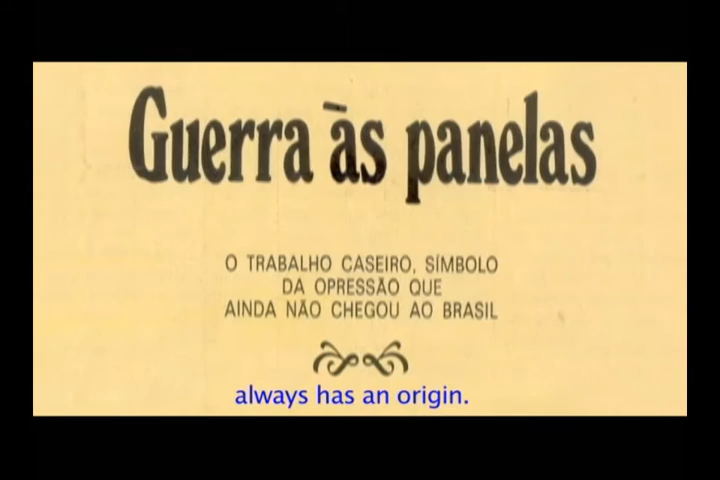 Guerra às panelas
O TRABALHO CASEIRO, SÍMBOLO
DA OPRESSÃO QUE
AINDA NÃO CHEGOU AO BRASIL
always has an origin.